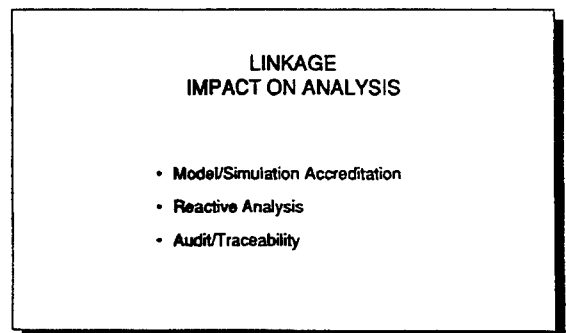 LINKAGE
IMPACT ON ANALYSIS
• Model/Simulation Accreditation
• Reactive Analysis
• Audit/Traceability